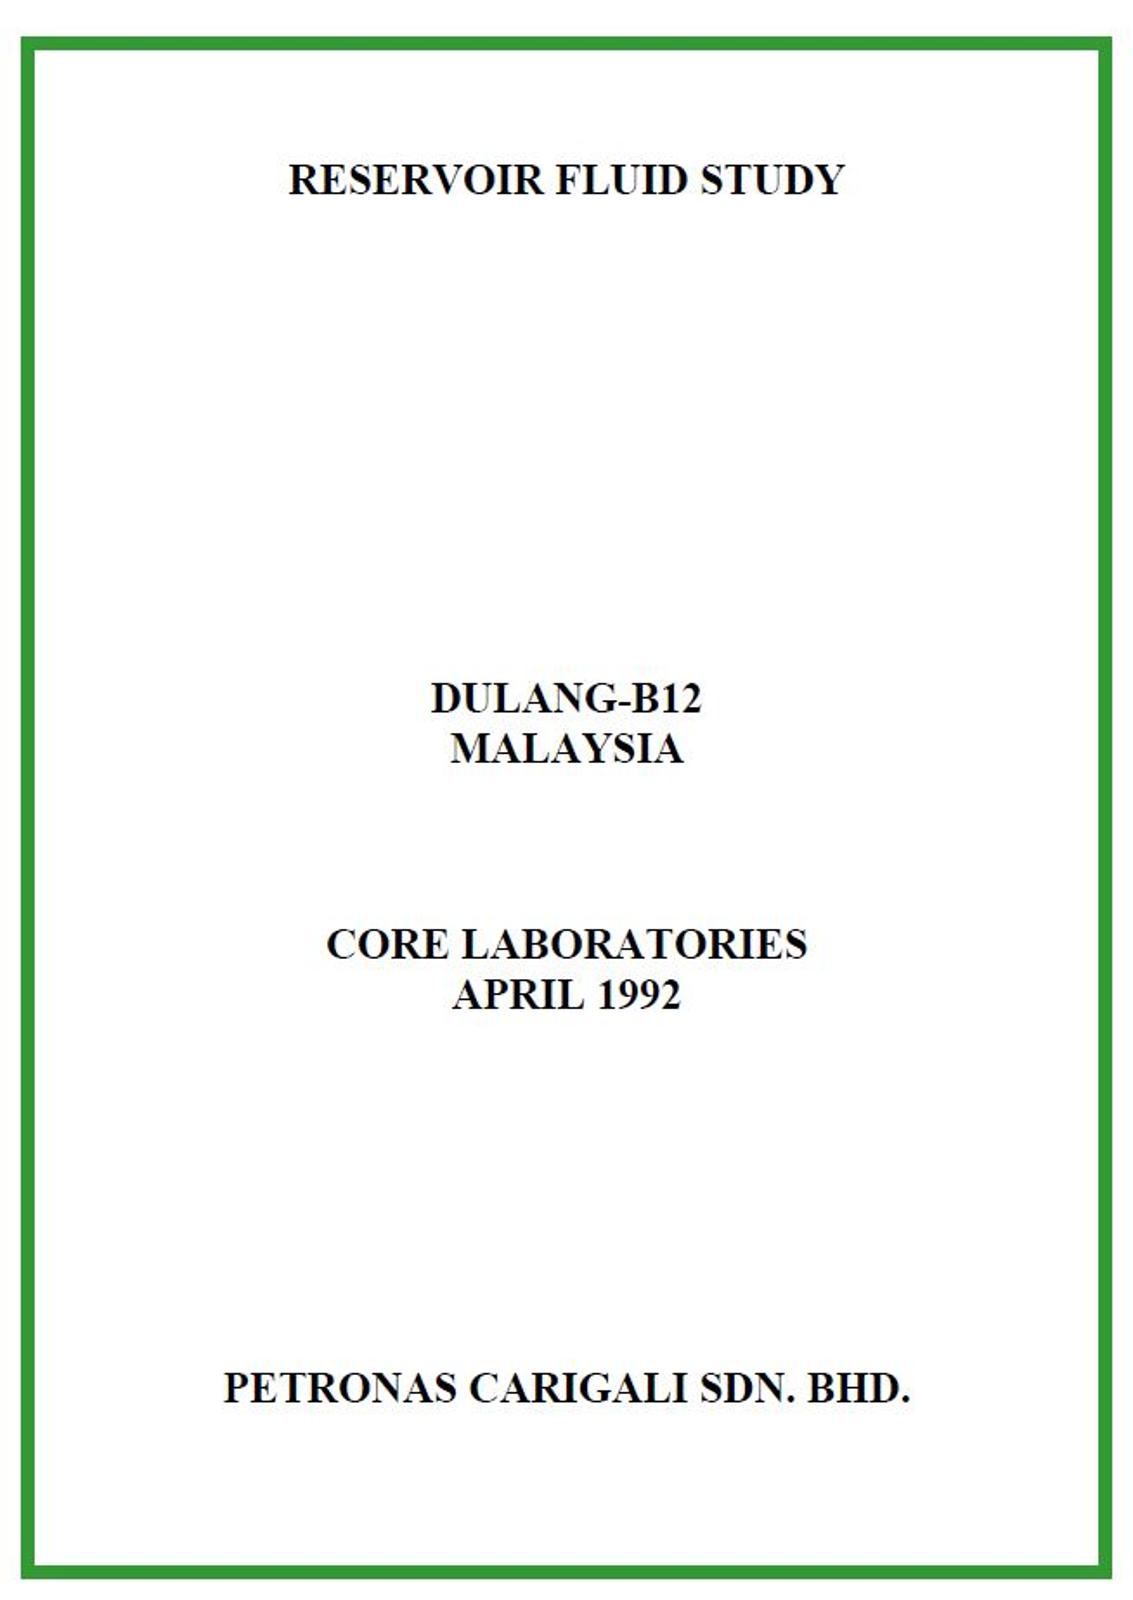 RESERVOIR FLUID STUDY
DULANG-B12
MALAYSIA
CORE LABORATORIES
APRIL 1992
PETRONAS CARIGALI SDN. BHD.